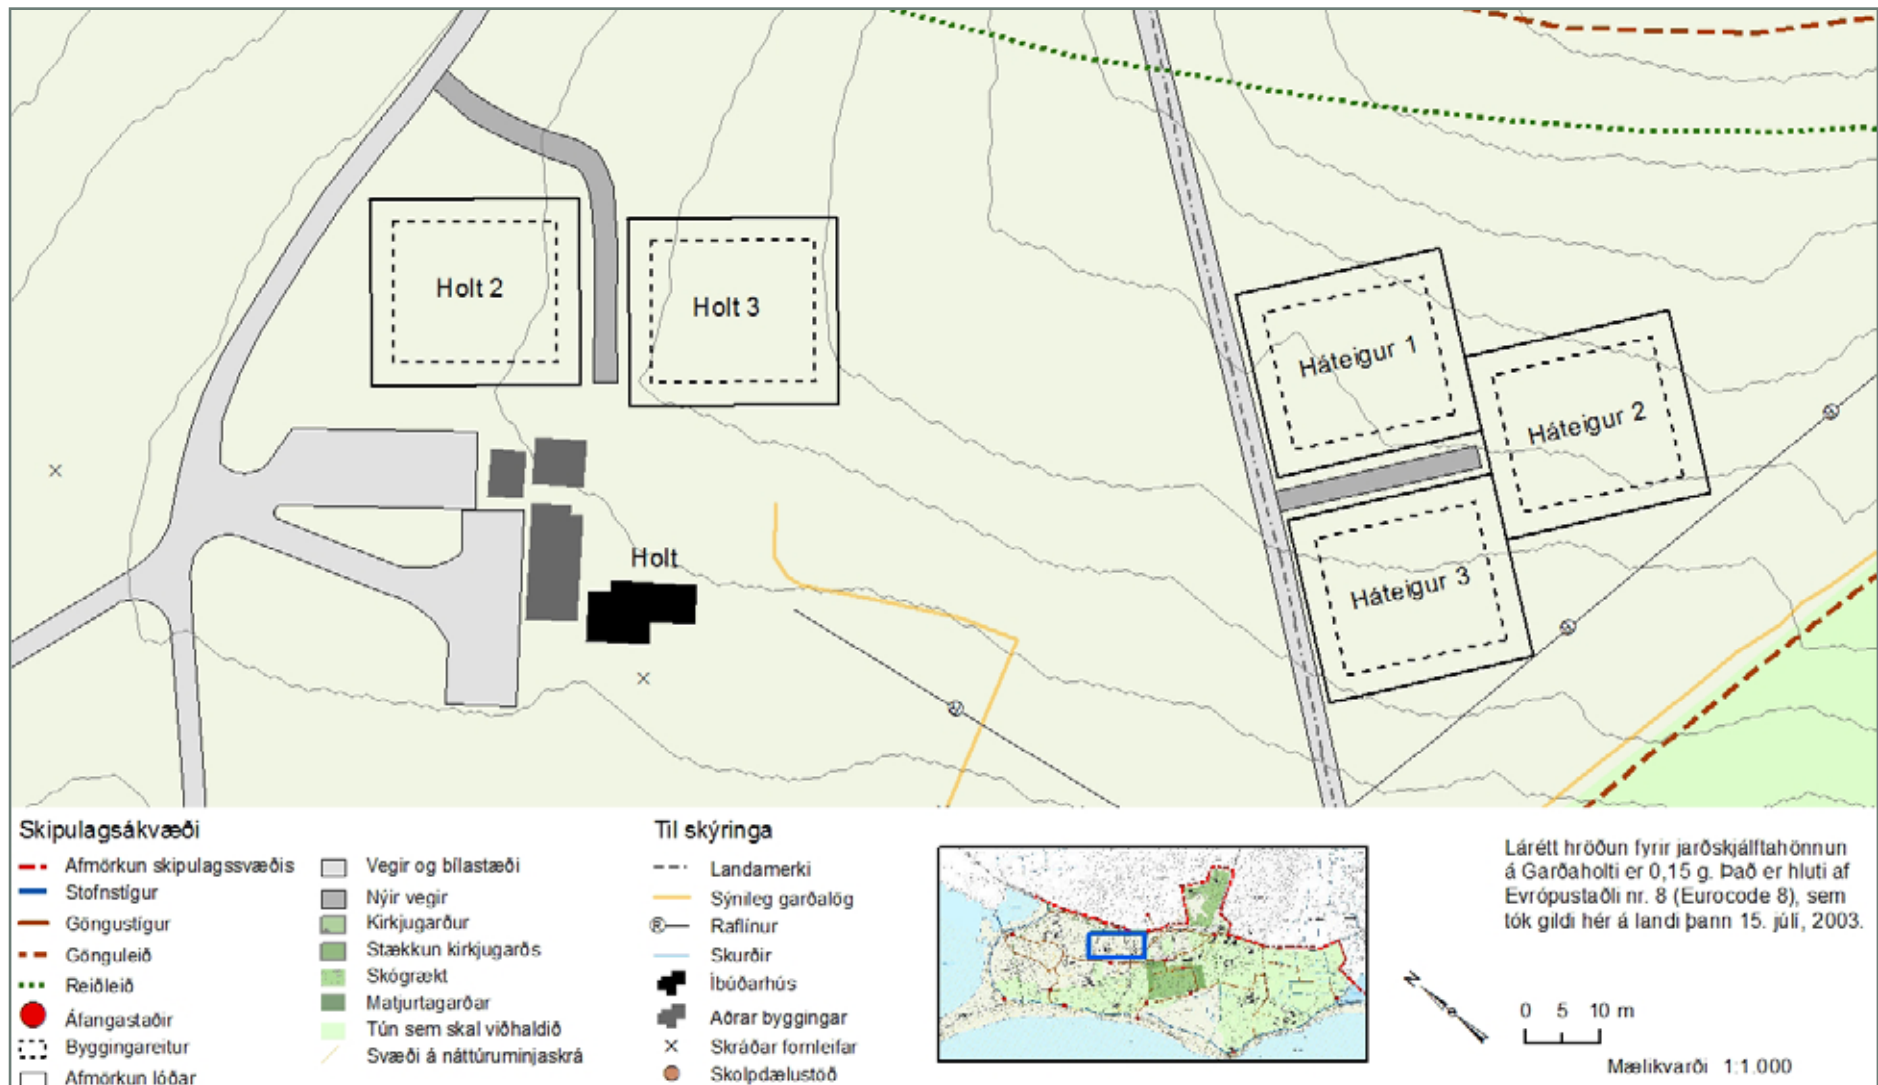 Holt 2
Holt 3
Háteigur 1
Háteigur 2
Háteigur 3
Holt
Skipulagsákvæði
Afmörkun skipulagssvæðis
Stofnstígur
Göngustígur
Gönguleið
Reiðleið
Áfangastaðir
Byggingareitur
Afmörkun lóðar
Vegir og bílastæði
Nýir vegir
Kirkjugarður
Stækkun kirkjugarðs
Skógrækt
Matjurtagarðar
Tún sem skal viðhaldið
Svæði á náttúruminjaskrá
Til skýringa
Landamerki
Sýnileg garðalög
Raflínur
Skurðir
Íbúðarhús
Aðrar byggingar
Skráðar fornleifar
Skolpdælustöð
Lárétt hröðun fyrir jarðskjálftahönnun
á Garðaholti er 0,15 g. Það er hluti af
Evrópustaðli nr. 8 (Eurocode 8), sem
tók gildi hér á landi þann 15. júlí, 2003.
N
0 5 10 m
Mælikvarði 1:1.000